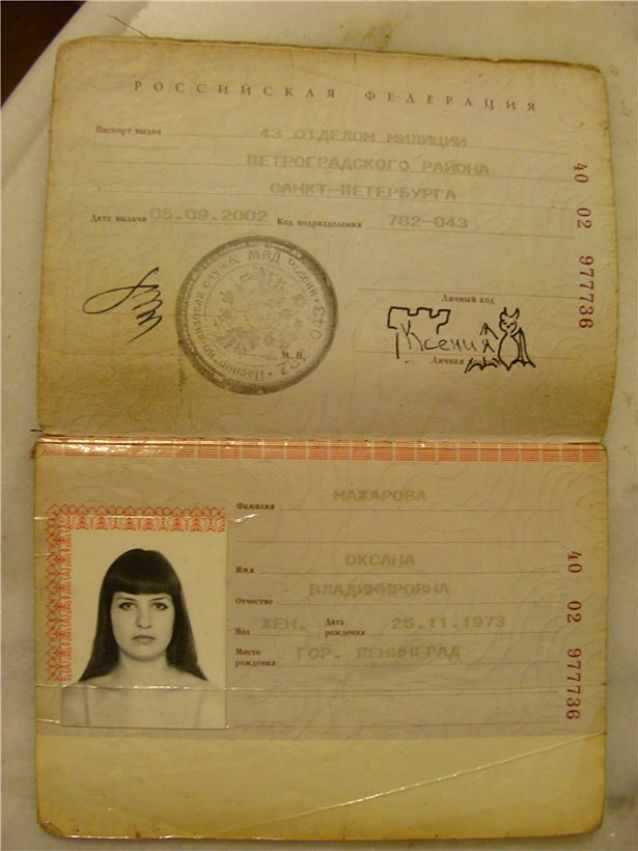 РОССИЙСКАЯ ФЕДЕРАЦИЯ
Паспорт выдан 43 ОТДЕЛОМ МИЛИЦИИ
ПЕТРОГРАДСКОГО РАЙОНА
САНКТ-ПЕТЕРБУРГА
Дата выдачи 05.09.2002 Код подразделения 782-043
40 02 977736
Личный код
Ксения
Личная
М.П.
МАЖАРОВА
Фамилия
Имя ОКСАНА
Отчество ВЛАДИМИРОВНА
Пол ЖЕН. Дата рождения 25.11.1973
Место рождения ГОР. ЛЕНИНГРАД
40 02 977736